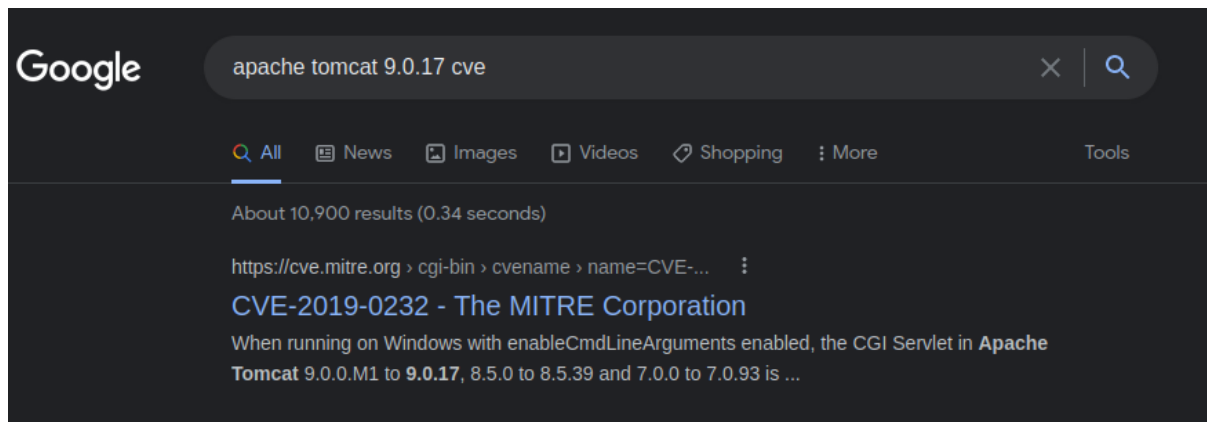 Google
apache tomcat 9.0.17 cve
All News Images Videos Shopping More Tools
About 10,900 results (0.34 seconds)
https://cve.mitre.org › cgi-bin › cvename › name=CVE-...
CVE-2019-0232 - The MITRE Corporation
When running on Windows with enableCmdLineArguments enabled, the CGI Servlet in Apache
Tomcat 9.0.0.M1 to 9.0.17, 8.5.0 to 8.5.39 and 7.0.0 to 7.0.93 is ...